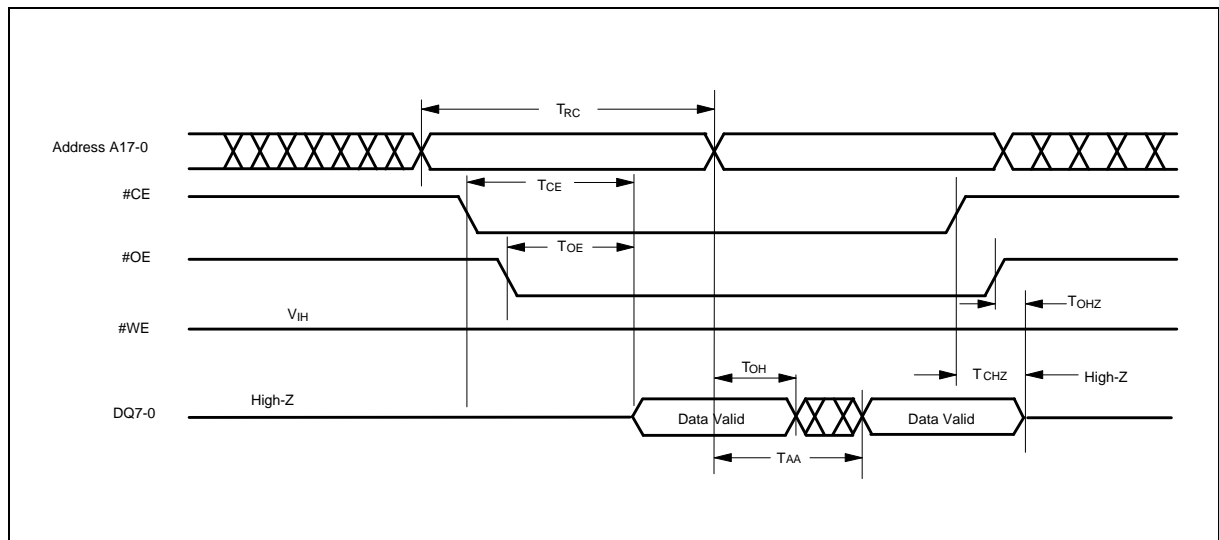 TRC
Address A17-0
TCE
#CE
TOE
#OE
TOHZ
VIH
#WE
TOH
TCHZ
High-Z
High-Z
DQ7-0
Data Valid
Data Valid
TAA